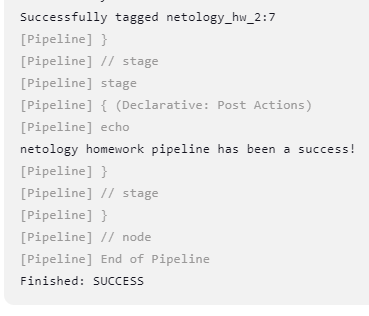 Successfully tagged netology_hw_2:7
[Pipeline] }
[Pipeline] // stage
[Pipeline] stage
[Pipeline] { (Declarative: Post Actions)
[Pipeline] echo
netology homework pipeline has been a success!
[Pipeline] }
[Pipeline] // stage
[Pipeline] }
[Pipeline] // node
[Pipeline] End of Pipeline
Finished: SUCCESS